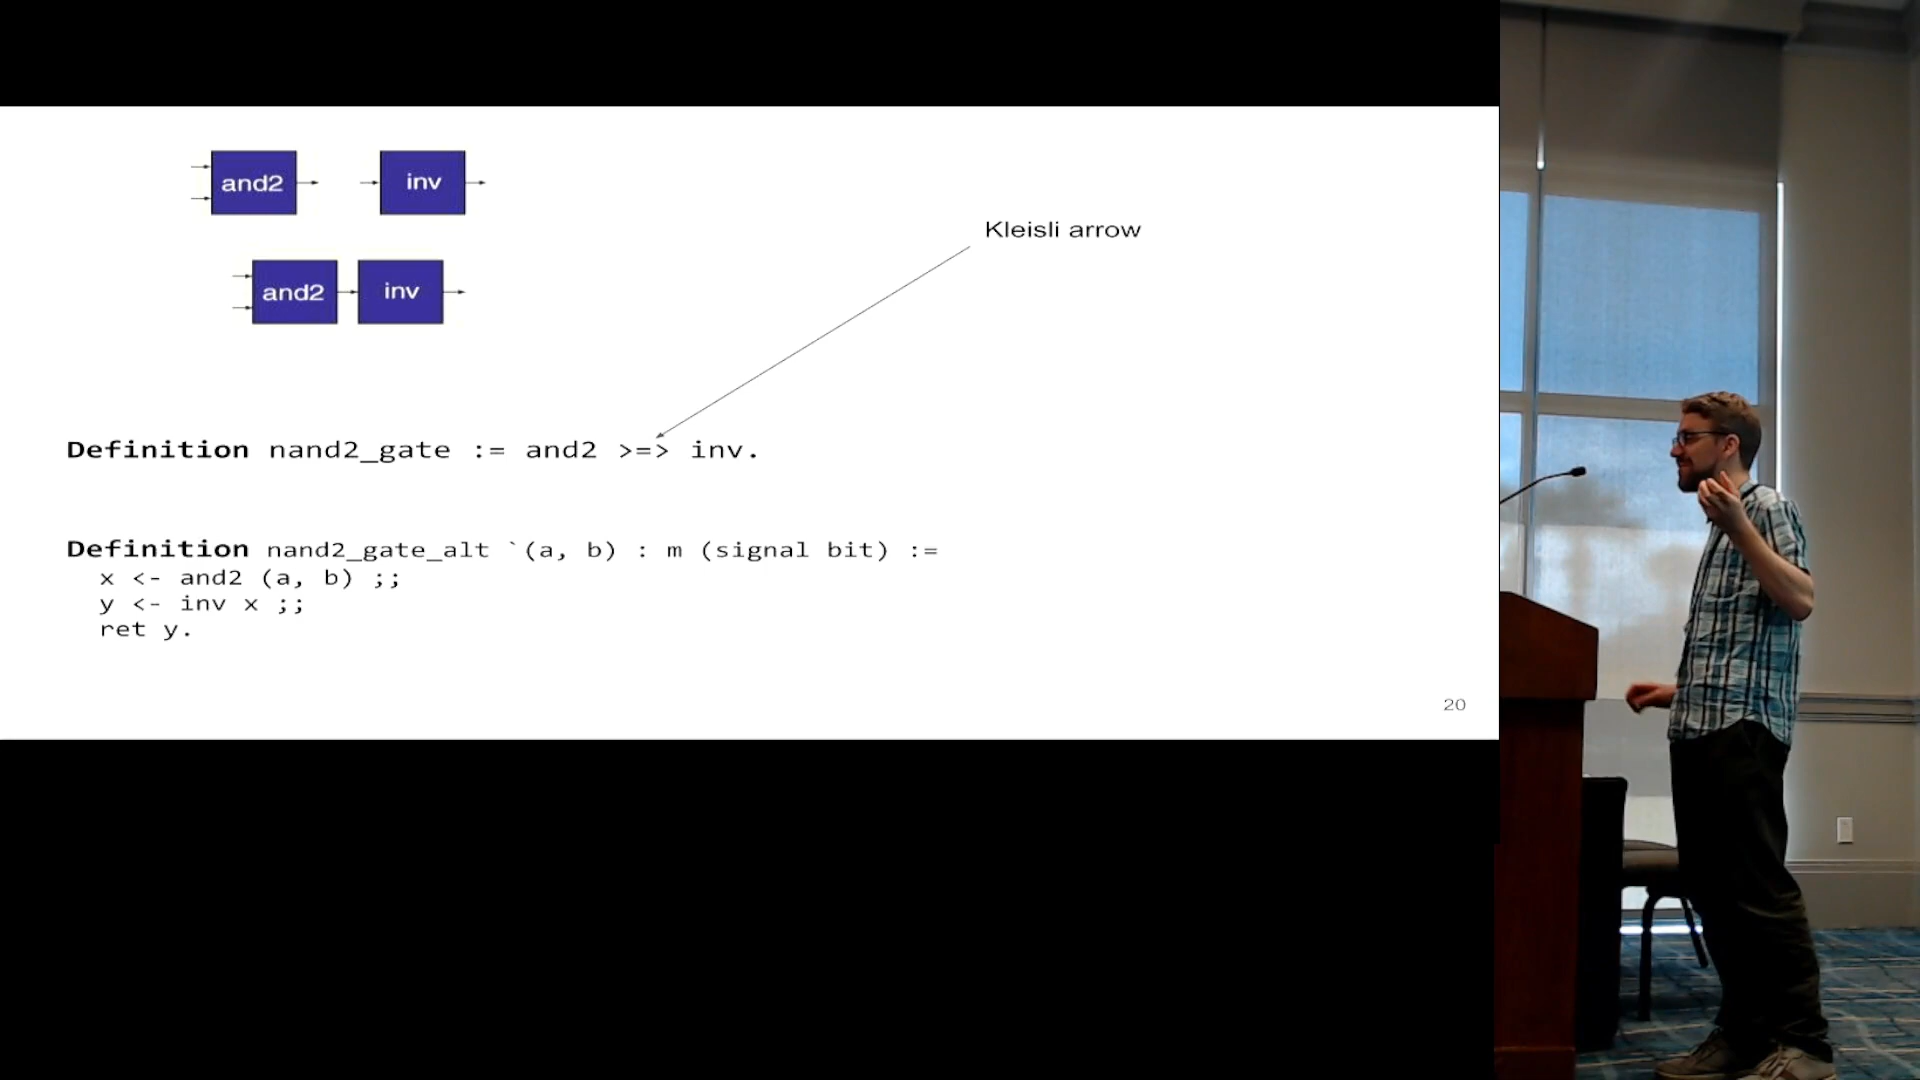 and2 inv
and2 inv
Kleisli arrow
Definition nand2_gate := and2 >=> inv.
Definition nand2_gate_alt `(a, b) : m (signal bit) :=
x <- and2 (a, b) ;;
y <- inv x ;;
ret y.
20